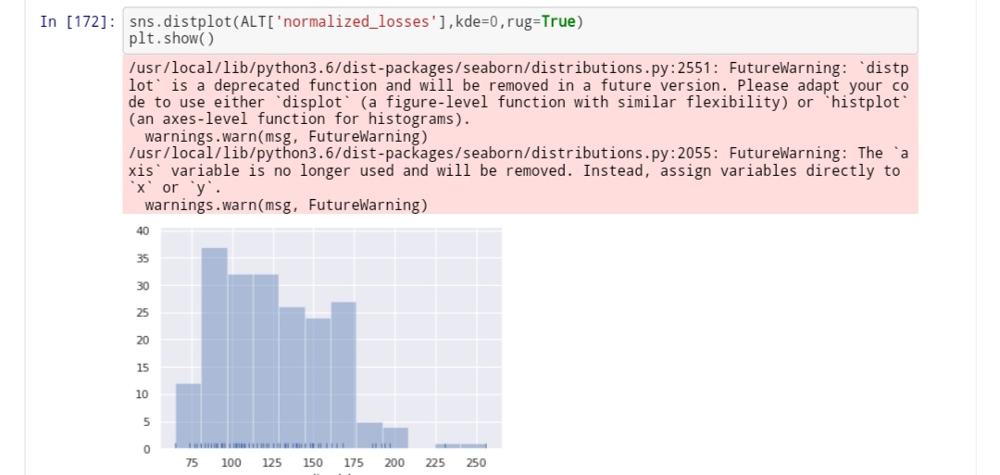 In [172]: sns.distplot(ALT['normalized_losses'],kde=0,rug=True)
plt.show()
/usr/local/lib/python3.6/dist-packages/seaborn/distributions.py:2551: FutureWarning: `distp
lot` is a deprecated function and will be removed in a future version. Please adapt your co
de to use either `displot` (a figure-level function with similar flexibility) or `histplot`
(an axes-level function for histograms).
warnings.warn(msg, FutureWarning)
/usr/local/lib/python3.6/dist-packages/seaborn/distributions.py:2055: FutureWarning: The `a
xis` variable is no longer used and will be removed. Instead, assign variables directly to
`x` or `y`.
warnings.warn(msg, FutureWarning)
40
35
30
25
20
15
10
5
0
75 100 125 150 175 200 225 250